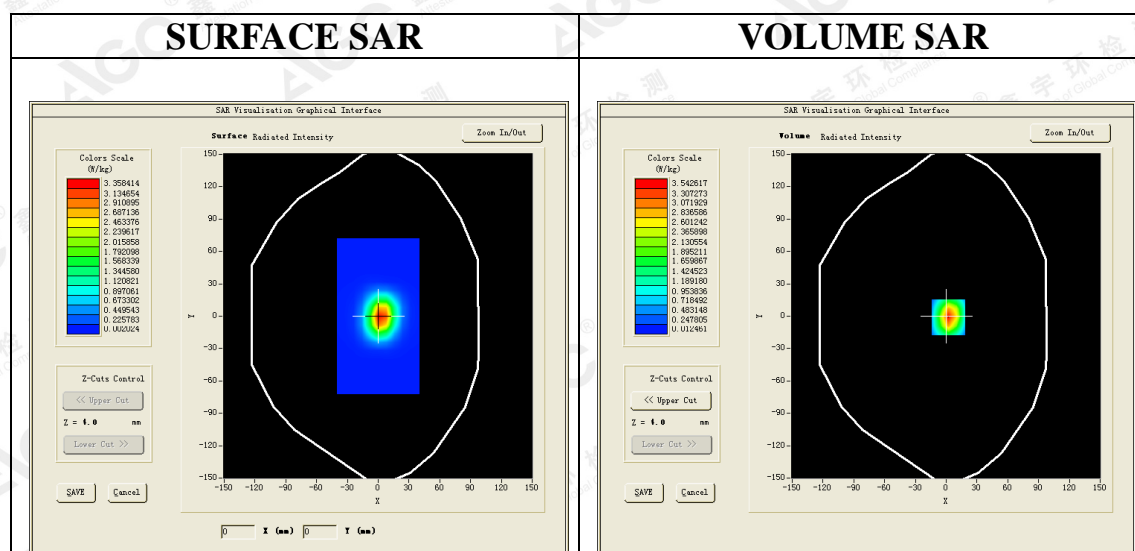 SURFACE SAR
SAR Visualisation Graphical Interface
Surface Radiated Intensity
Zoom In/Out
Colors Scale
(W/kg)
3.358414
3.134654
2.910895
2.687136
2.463376
2.239617
2.015858
1.792098
1.568339
1.344580
1.120821
0.897061
0.673302
0.449543
0.225783
0.002024
150
120
90
60
30
0
-30
-60
-90
-120
-150
Y
-150 -120 -90 -60 -30 0 30 60 90 120 150
X
Z-Cuts Control
<< Upper Cut
Z = 4.0 mm
Lower Cut >>
SAVE Cancel
0 X (mm) 0 Y (mm)
VOLUME SAR
SAR Visualisation Graphical Interface
Volume Radiated Intensity
Zoom In/Out
Colors Scale
(W/kg)
3.542617
3.307273
3.071929
2.836586
2.601242
2.365898
2.130554
1.895211
1.659867
1.424523
1.189180
0.953836
0.718492
0.483148
0.247805
0.012461
150
120
90
60
30
0
-30
-60
-90
-120
-150
Y
-150 -120 -90 -60 -30 0 30 60 90 120 150
X
Z-Cuts Control
<< Upper Cut
Z = 4.0 mm
Lower Cut >>
SAVE Cancel